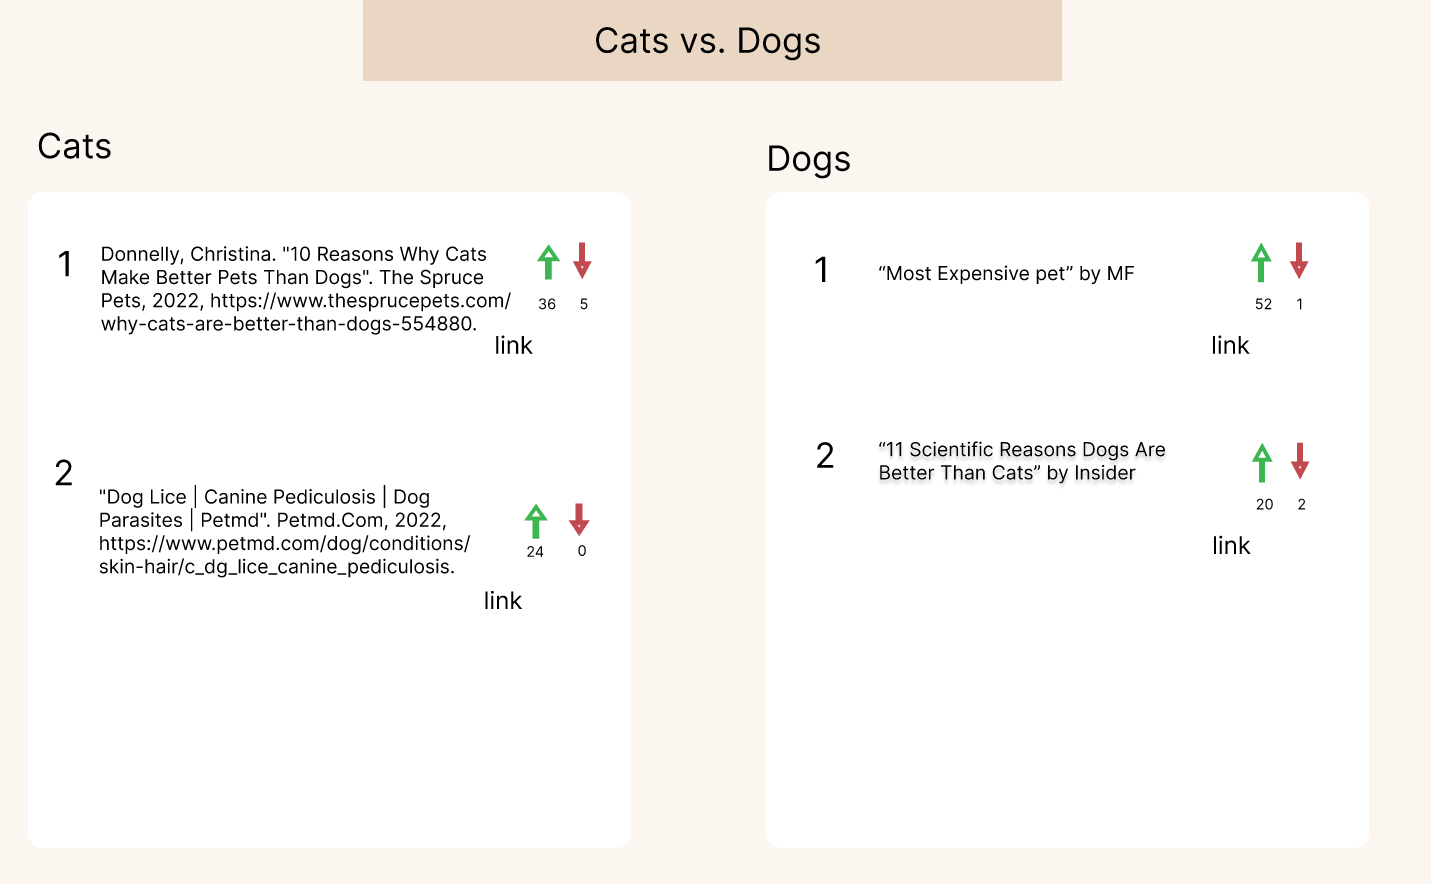 Cats vs. Dogs
Cats
1
Donnelly, Christina. "10 Reasons Why Cats
Make Better Pets Than Dogs". The Spruce
Pets, 2022, https://www.thesprucepets.com/
why-cats-are-better-than-dogs-554880.
36 5
link
2
"Dog Lice | Canine Pediculosis | Dog
Parasites | Petmd". Petmd.Com, 2022,
https://www.petmd.com/dog/conditions/
skin-hair/c_dg_lice_canine_pediculosis.
24 0
link
Dogs
1
“Most Expensive pet” by MF
52 1
link
2
“11 Scientific Reasons Dogs Are
Better Than Cats” by Insider
20 2
link